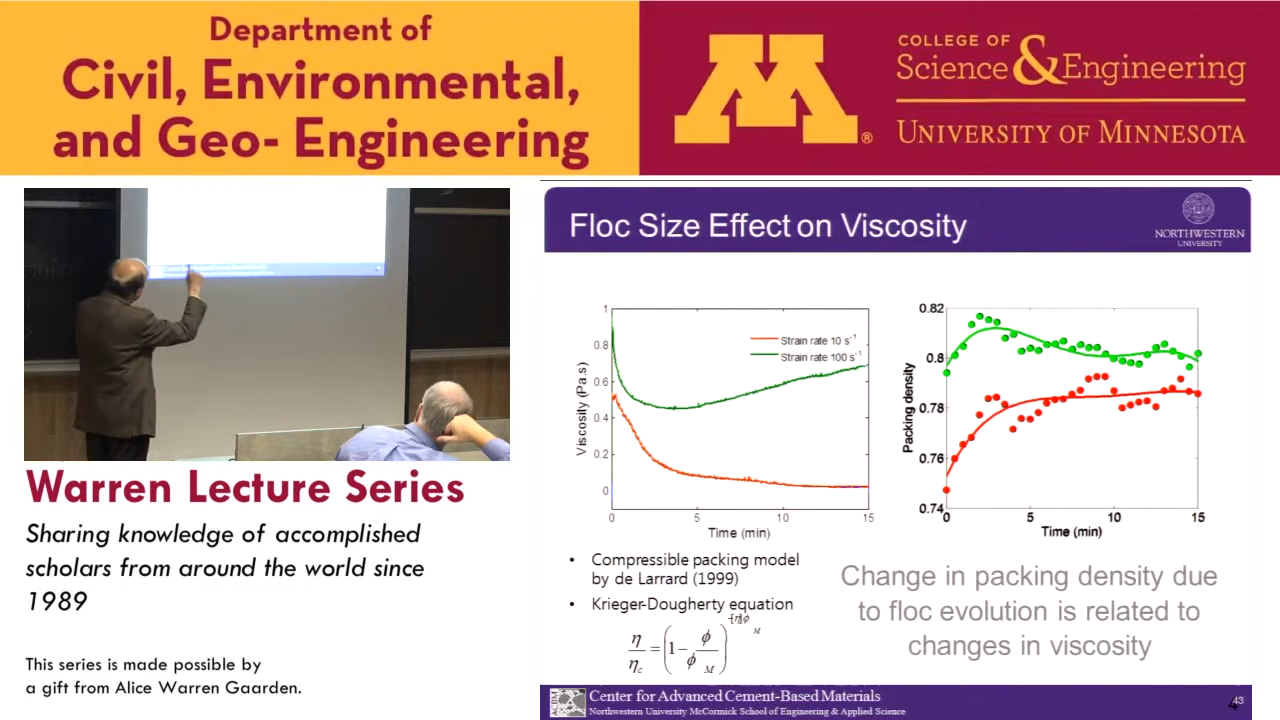 Department of
Civil, Environmental,
and Geo- Engineering
M®
COLLEGE OF
Science & Engineering
UNIVERSITY OF MINNESOTA
Warren Lecture Series
Sharing knowledge of accomplished
scholars from around the world since
1989
This series is made possible by
a gift from Alice Warren Gaarden.
Floc Size Effect on Viscosity
NORTHWESTERN
UNIVERSITY
1
0.8
0.6
0.4
0.2
0
Viscosity (Pa.s)
Strain rate 10 s⁻¹
Strain rate 100 s⁻¹
0 5 10 15
Time (min)
0.82
0.8
0.78
0.76
0.74
Packing density
0 5 10 15
Time (min)
• Compressible packing model
by de Larrard (1999)
• Krieger-Dougherty equation
η/η_c = (1 − ϕ/ϕ_M)^−[η]ϕ_M
Change in packing density due
to floc evolution is related to
changes in viscosity
Center for Advanced Cement-Based Materials
Northwestern University McCormick School of Engineering & Applied Science
43